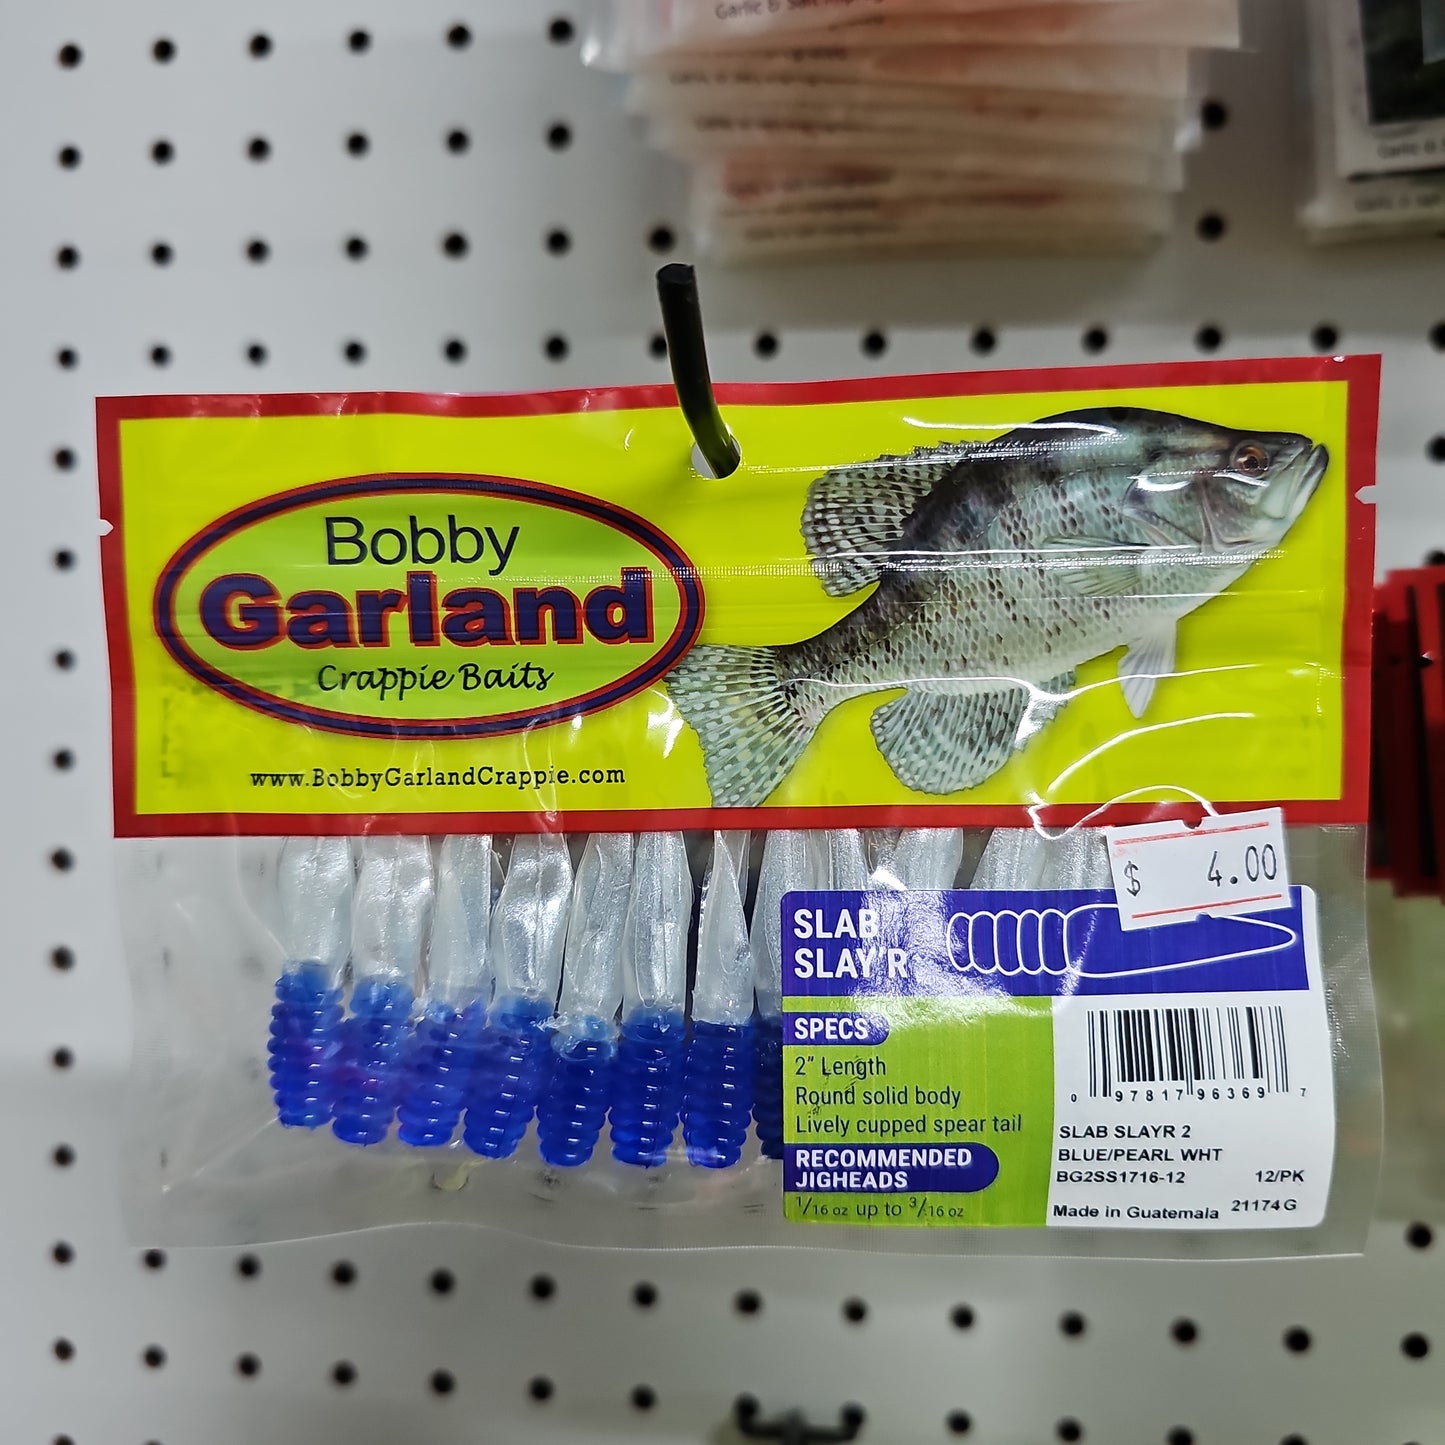 Garlic & Salt
Bobby
Garland
Crappie Baits
www.BobbyGarlandCrappie.com
$ 4.00
SLAB
SLAY'R
SPECS
2" Length
Round solid body
Lively cupped spear tail
RECOMMENDED
JIGHEADS
1/16 oz up to 3/16 oz
0 97817 96369 7
SLAB SLAYR 2
BLUE/PEARL WHT
BG2SS1716-12 12/PK
Made in Guatemala 21174 G